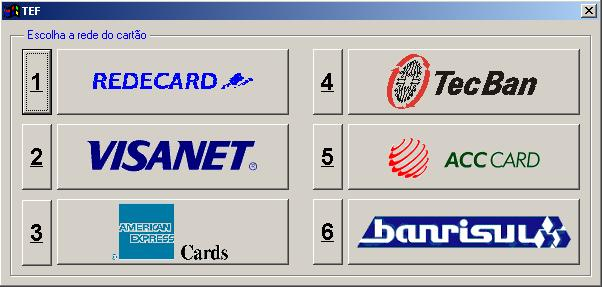 TEF
Escolha a rede do cartão
1 REDECARD
2 VISANET®
3 AMERICAN EXPRESS® Cards
4 TecBan
5 ACC CARD
6 banrisul